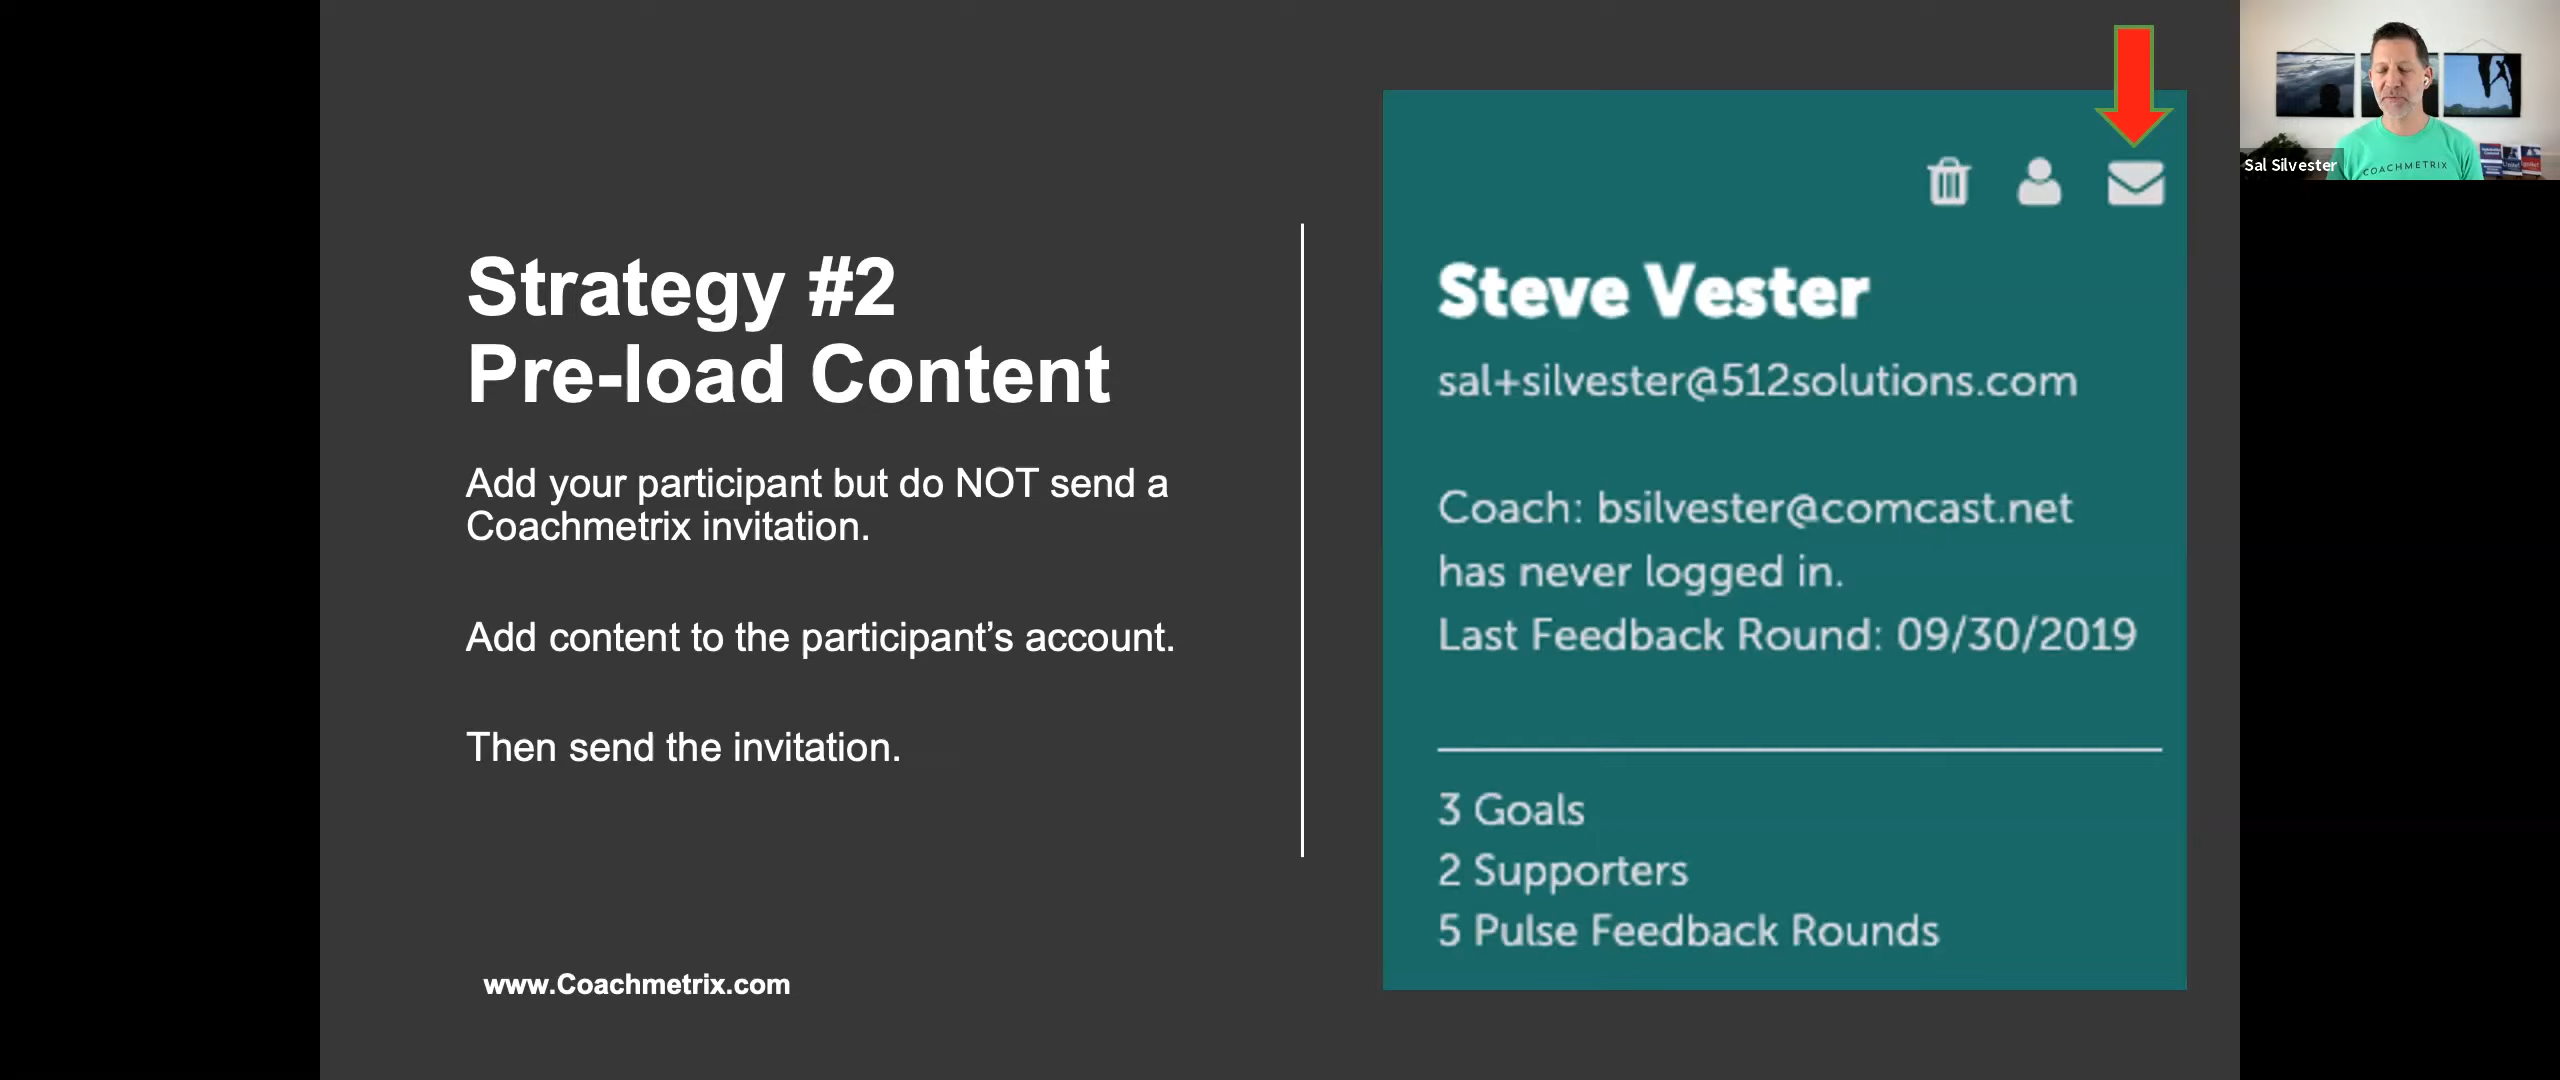 Strategy #2
Pre-load Content
Add your participant but do NOT send a
Coachmetrix invitation.
Add content to the participant’s account.
Then send the invitation.
www.Coachmetrix.com
Steve Vester
sal+silvester@512solutions.com
Coach: bsilvester@comcast.net
has never logged in.
Last Feedback Round: 09/30/2019
3 Goals
2 Supporters
5 Pulse Feedback Rounds
COACHMETRIX
Sal Silvester